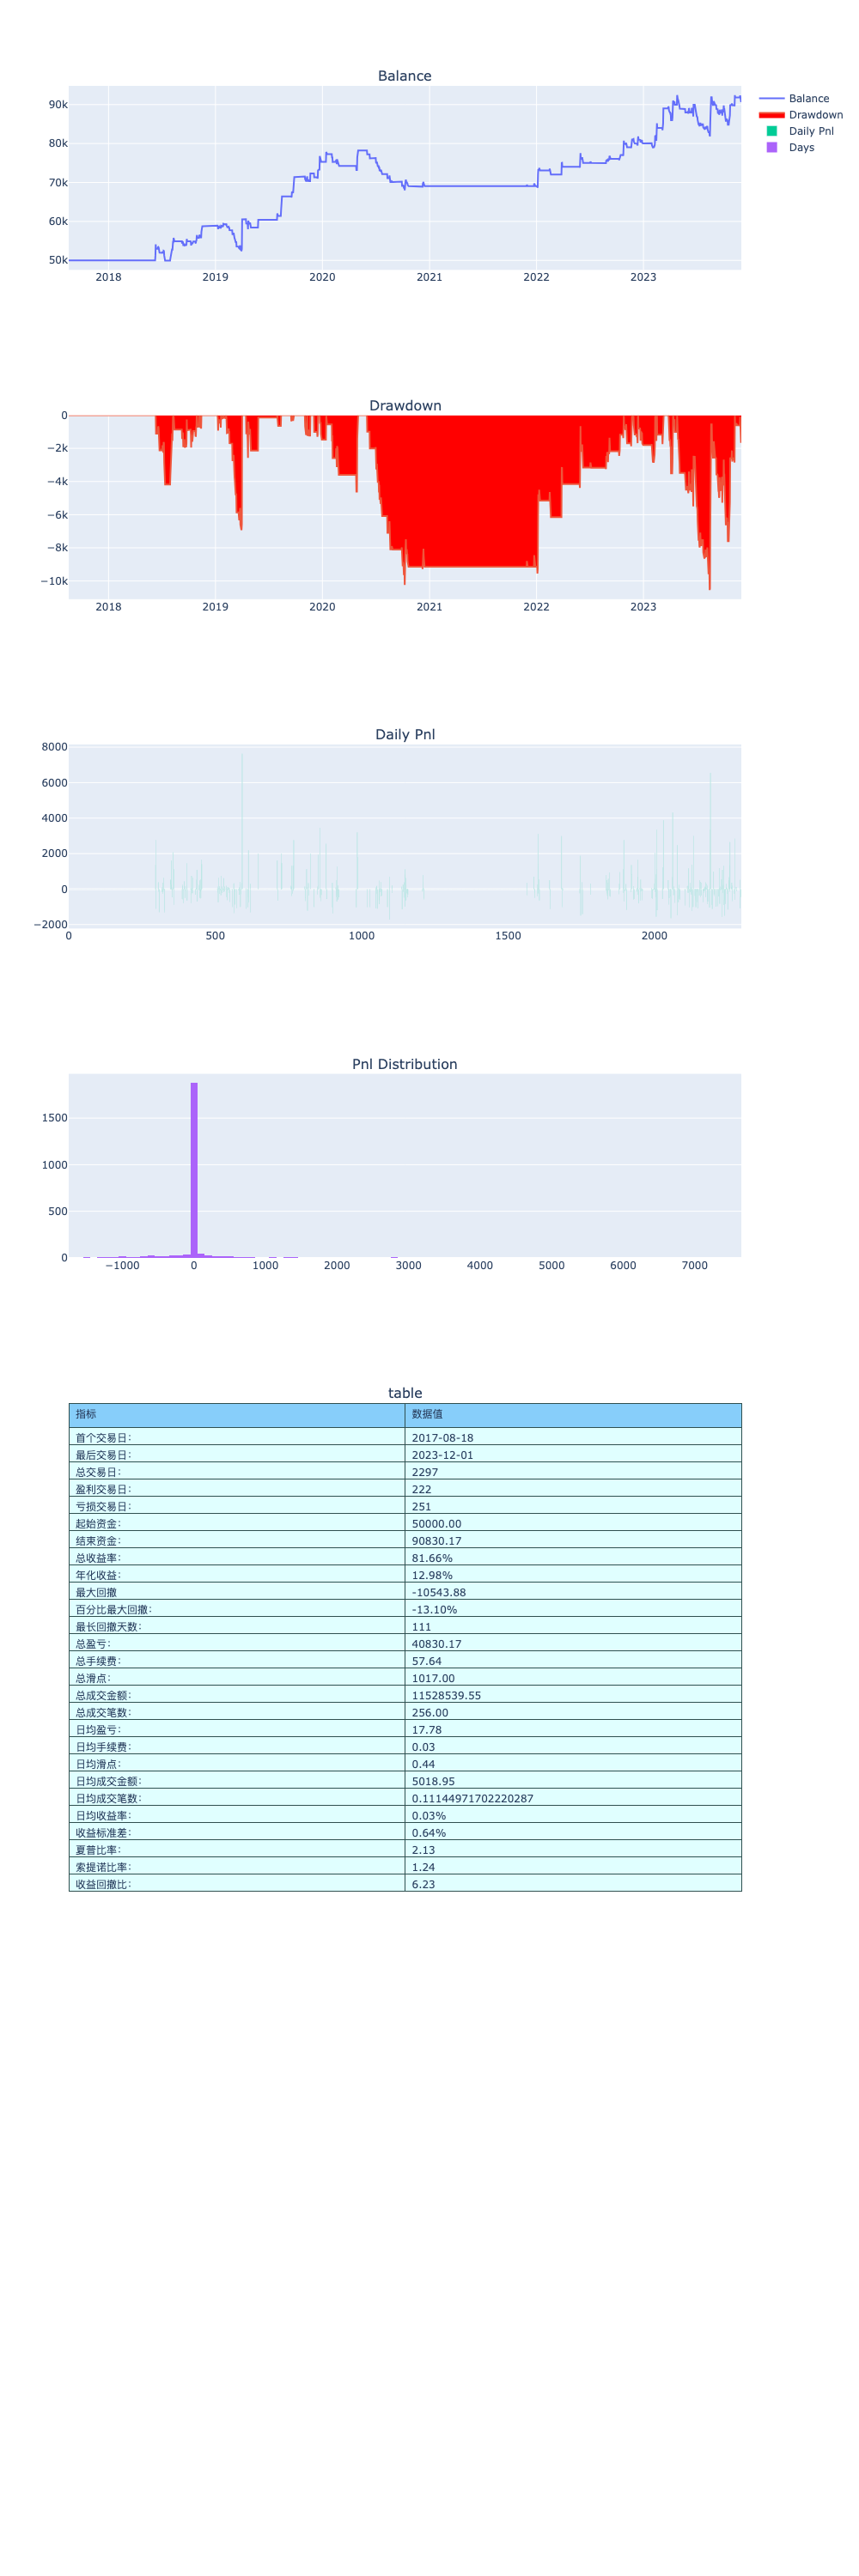 Balance
90k
80k
70k
60k
50k
2018 2019 2020 2021 2022 2023
Balance
Drawdown
Daily Pnl
Days
Drawdown
0
−2k
−4k
−6k
−8k
−10k
2018 2019 2020 2021 2022 2023
Daily Pnl
8000
6000
4000
2000
0
−2000
0 500 1000 1500 2000
Pnl Distribution
1500
1000
500
0
−1000 0 1000 2000 3000 4000 5000 6000 7000
table
指标 数据值
首个交易日: 2017-08-18
最后交易日: 2023-12-01
总交易日: 2297
盈利交易日: 222
亏损交易日: 251
起始资金: 50000.00
结束资金: 90830.17
总收益率: 81.66%
年化收益: 12.98%
最大回撤 -10543.88
百分比最大回撤: -13.10%
最长回撤天数: 111
总盈亏: 40830.17
总手续费: 57.64
总滑点: 1017.00
总成交金额: 11528539.55
总成交笔数: 256.00
日均盈亏: 17.78
日均手续费: 0.03
日均滑点: 0.44
日均成交金额: 5018.95
日均成交笔数: 0.11144971702220287
日均收益率: 0.03%
收益标准差: 0.64%
夏普比率: 2.13
索提诺比率: 1.24
收益回撤比: 6.23